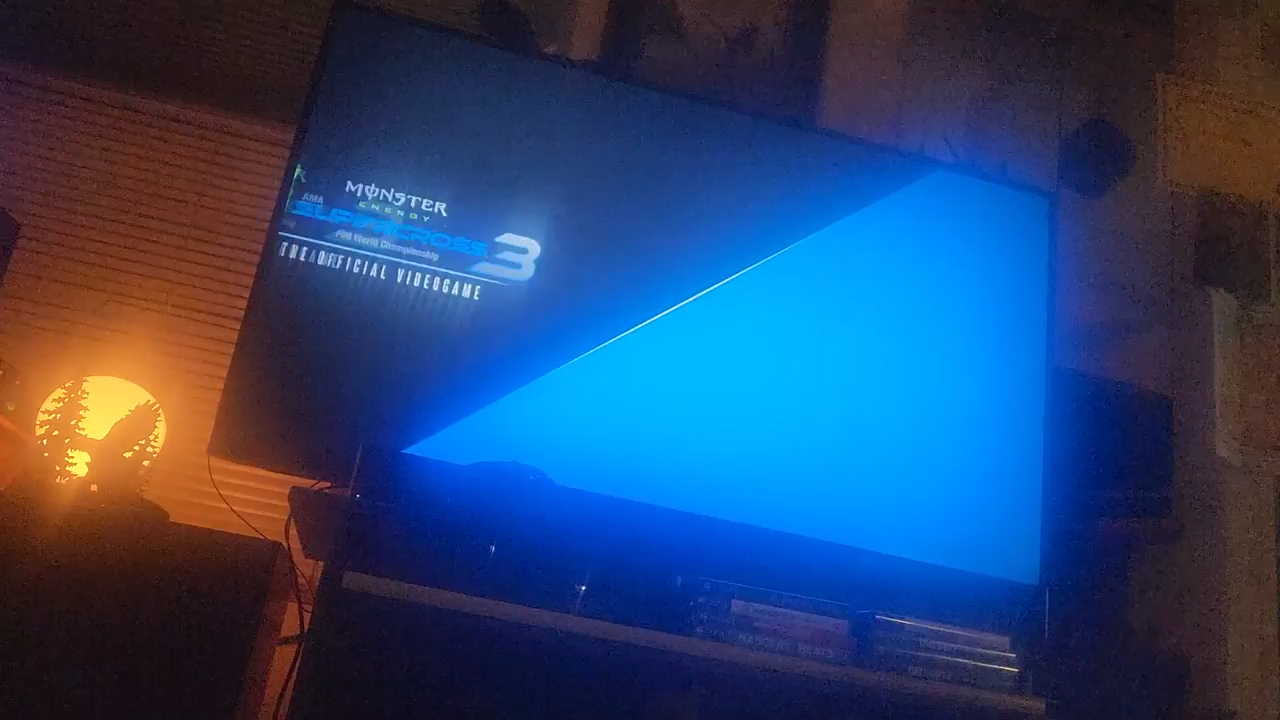 MONSTER
ENERGY
AMA
SUPERCROSS 3
FIM World Championship
THE OFFICIAL VIDEOGAME